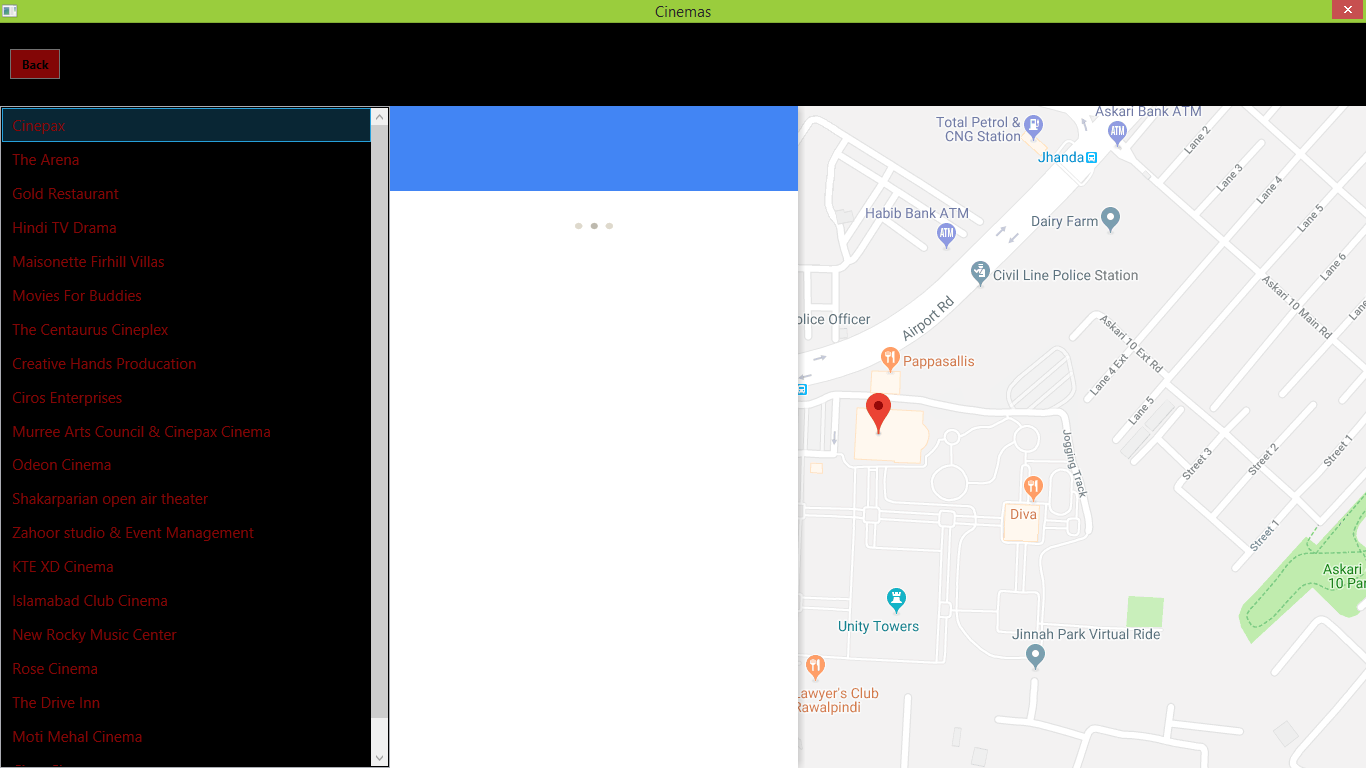 Cinemas
Back
Cinepax
The Arena
Gold Restaurant
Hindi TV Drama
Maisonette Firhill Villas
Movies For Buddies
The Centaurus Cineplex
Creative Hands Producation
Ciros Enterprises
Murree Arts Council & Cinepax Cinema
Odeon Cinema
Shakarparian open air theater
Zahoor studio & Event Management
KTE XD Cinema
Islamabad Club Cinema
New Rocky Music Center
Rose Cinema
The Drive Inn
Moti Mehal Cinema
Askari Bank ATM
Total Petrol &
CNG Station
ATM
Jhanda
Lane 2
Lane 3
Lane 4
Lane 5
Lane 6
Habib Bank ATM
ATM
Dairy Farm
Civil Line Police Station
Askari 10 Main Rd
olice Officer
Airport Rd
Askari 10 Ext Rd
Pappasallis
Lane 4 Ext
Lane 5
Jogging Track
Street 3
Street 2
Street 1
Diva
Street 1
Askari
10 Par
Unity Towers
Jinnah Park Virtual Ride
Lawyer's Club
Rawalpindi